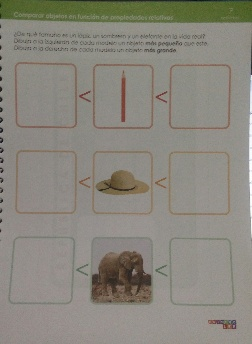 Comparar objetos en función de propiedades relativas
¿De qué tamaño es un lápiz, un sombrero y un elefante en la vida real?
Dibuja a la izquierda de cada modelo un objeto más pequeño que este.
Dibuja a la derecha de cada modelo un objeto más grande.
< <
< <
< <